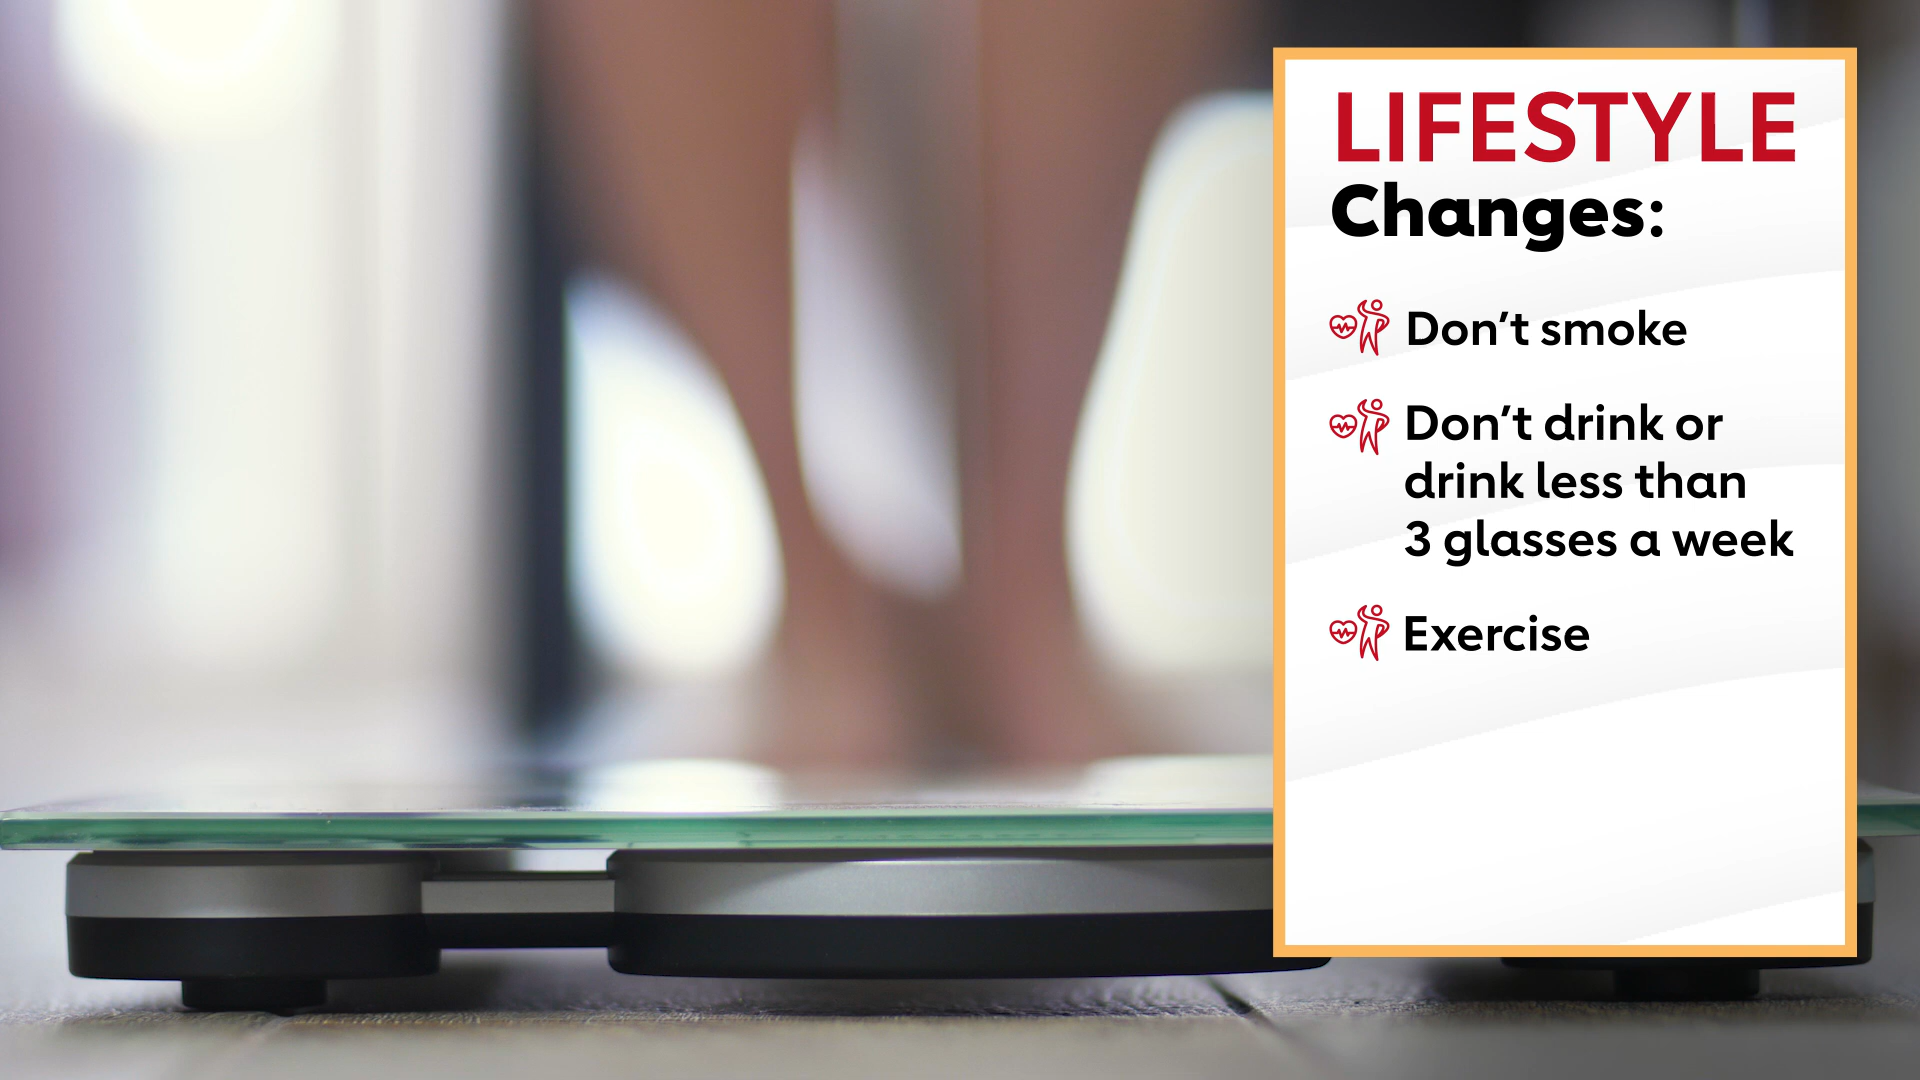 LIFESTYLE
Changes:
Don’t smoke
Don’t drink or
drink less than
3 glasses a week
Exercise